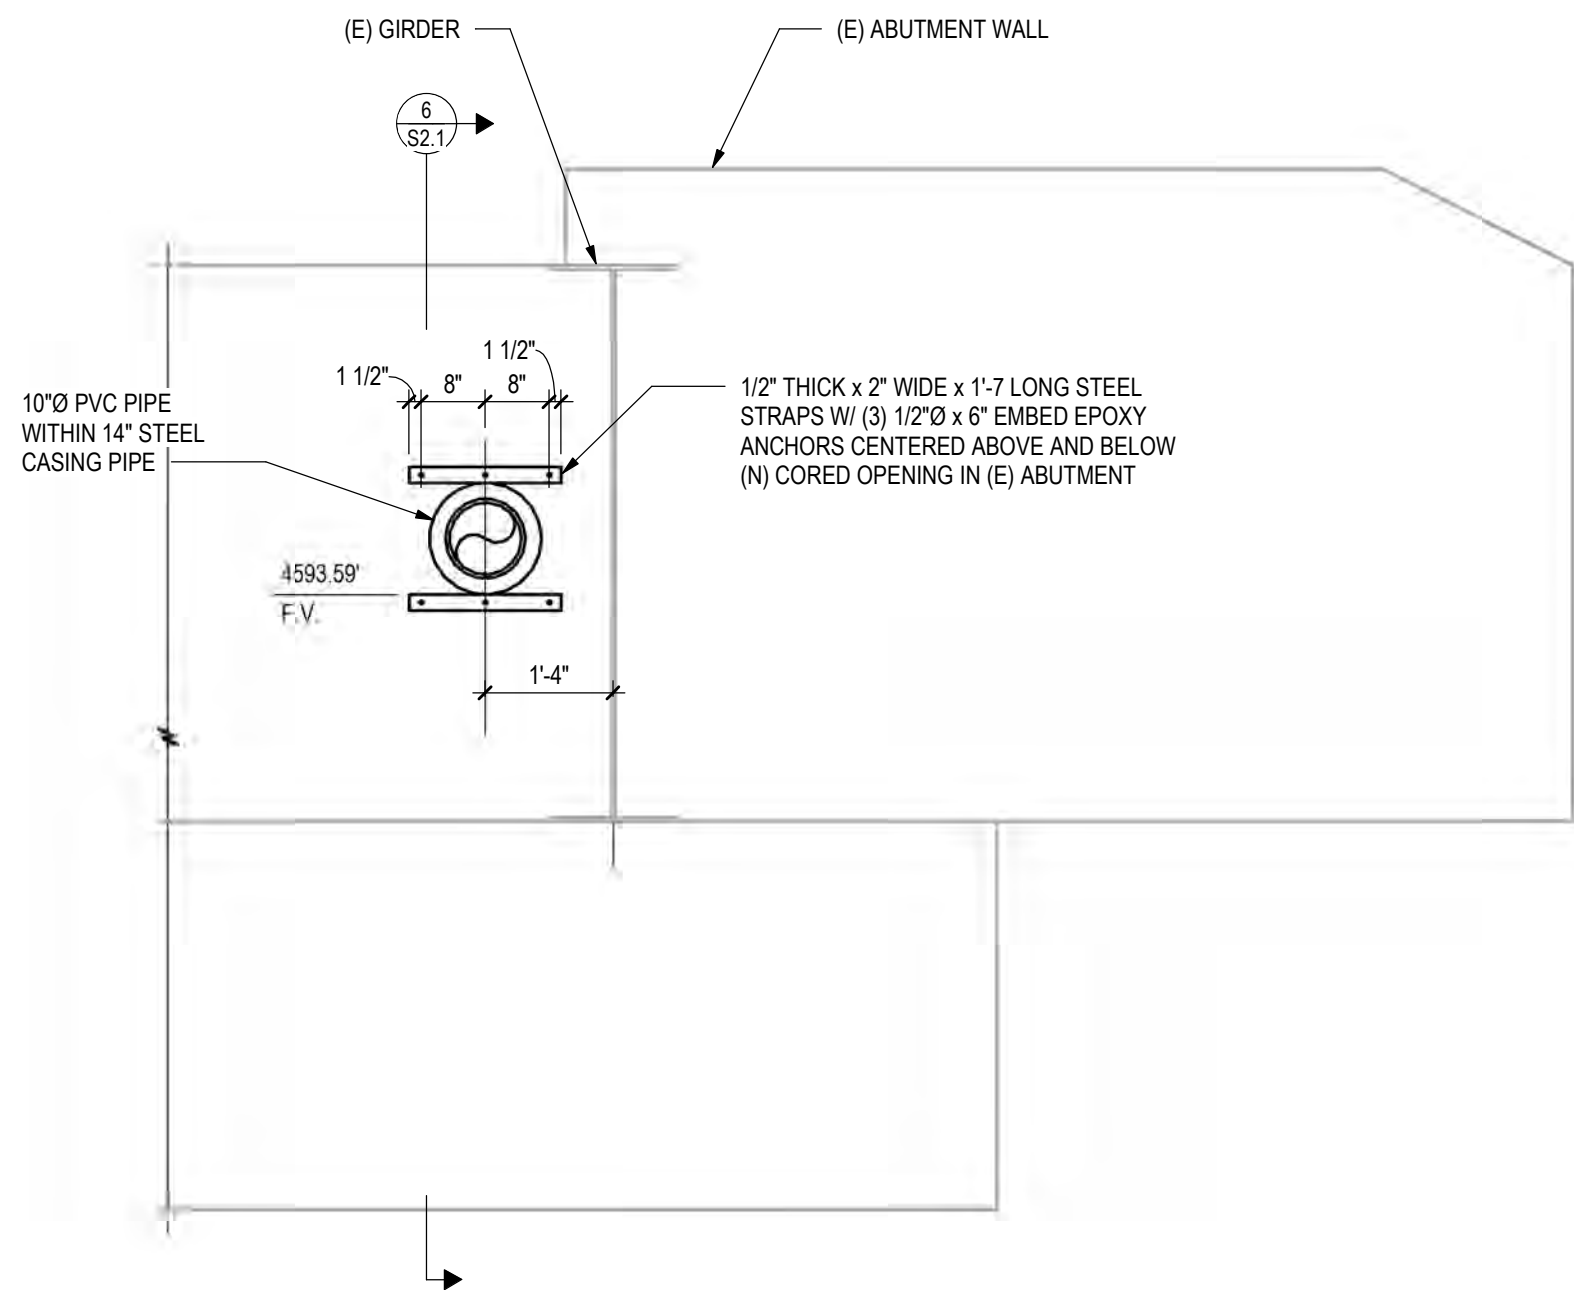 (E) GIRDER
(E) ABUTMENT WALL
6
S2.1
1 1/2"
8"
8"
1 1/2"
10"Ø PVC PIPE
WITHIN 14" STEEL
CASING PIPE
1/2" THICK x 2" WIDE x 1'-7 LONG STEEL
STRAPS W/ (3) 1/2"Ø x 6" EMBED EPOXY
ANCHORS CENTERED ABOVE AND BELOW
(N) CORED OPENING IN (E) ABUTMENT
4593.59'
F.V.
1'-4"